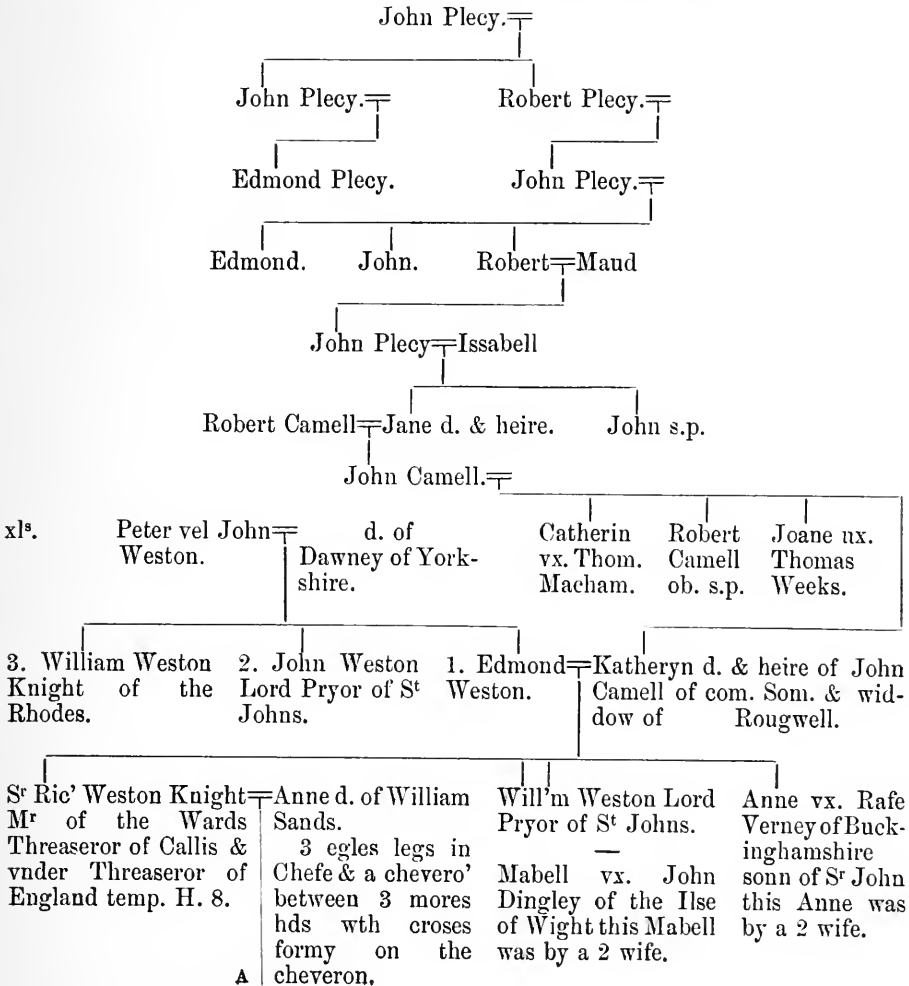 John Plecy.
John Plecy. Robert Plecy.
Edmond Plecy. John Plecy.
Edmond. John. Robert Maud
John Plecy Issabell
Robert Camell Jane d. & heire. John s.p.
John Camell.
xlˢ.
Peter vel John
Weston.
d. of
Dawney of York-
shire.
Catherin
vx. Thom.
Macham.
Robert
Camell
ob. s.p.
Joane ux.
Thomas
Weeks.
3. William Weston
Knight of the
Rhodes.
2. John Weston
Lord Pryor of Sᵗ
Johns.
1. Edmond
Weston.
Katheryn d. & heire of John
Camell of com. Som. & wid-
dow of Rougwell.
Sʳ Ric' Weston Knight
Mʳ of the Wards
Threaseror of Callis &
vnder Threaseror of
England temp. H. 8.
Anne d. of William
Sands.
3 egles legs in
Chefe & a chevero'
between 3 mores
hds wth croses
formy on the
cheveron.
A
Will'm Weston Lord
Pryor of Sᵗ Johns.
—
Mabell vx. John
Dingley of the Ilse
of Wight this Mabell
was by a 2 wife.
Anne vx. Rafe
Verney of Buck-
inghamshire
sonn of Sʳ John
this Anne was
by a 2 wife.